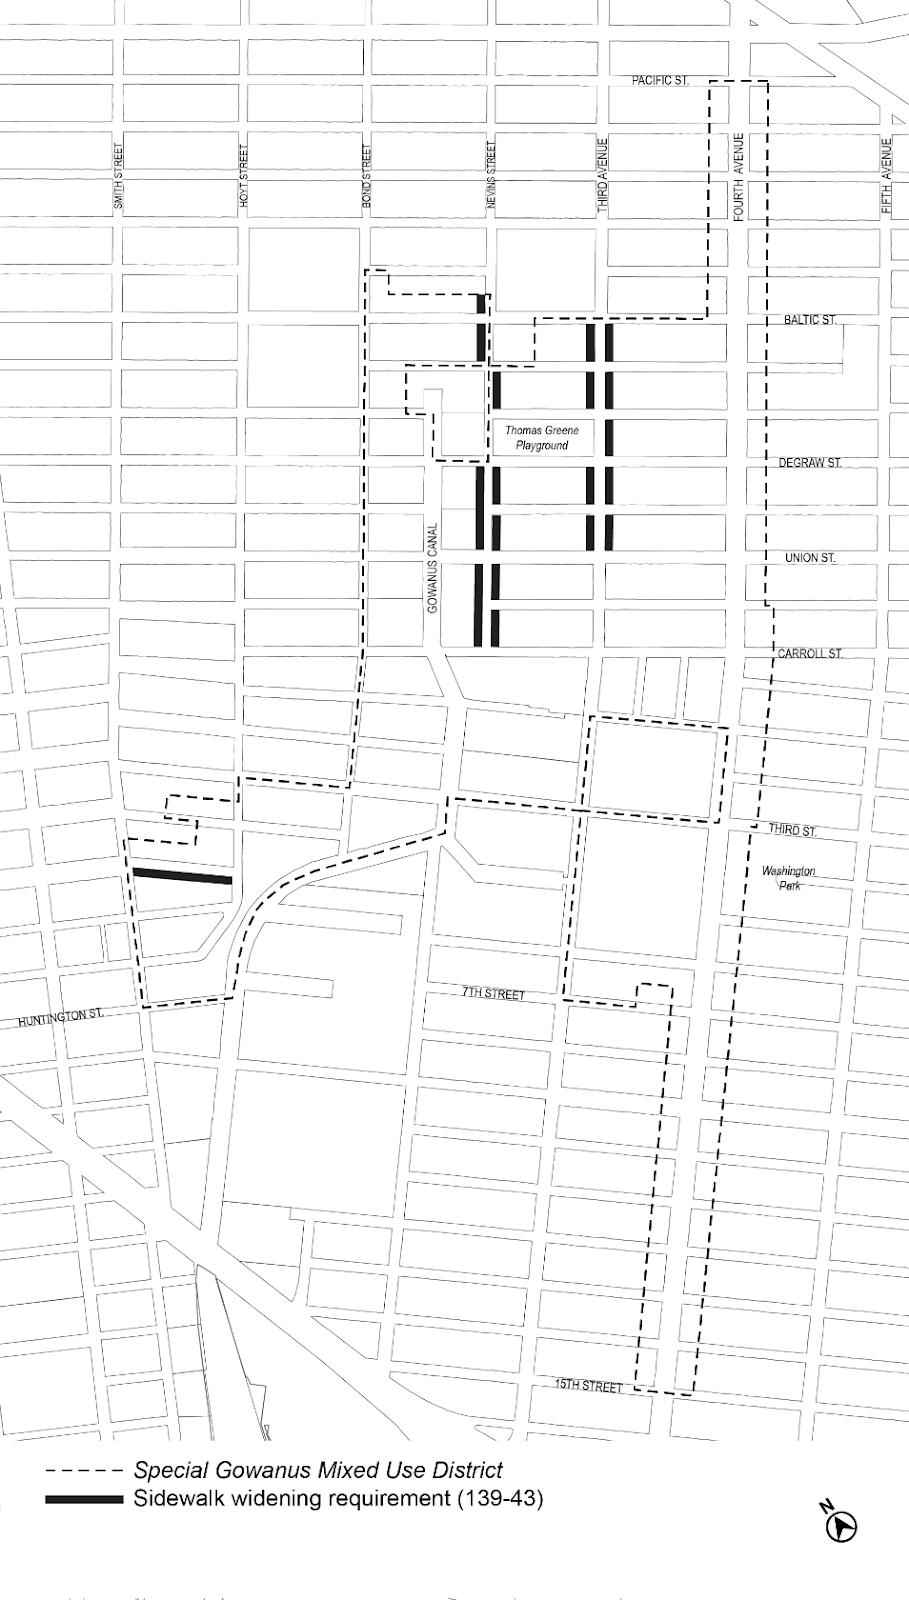 PACIFIC ST.
SMITH STREET
HOYT STREET
BOND STREET
NEVINS STREET
THIRD AVENUE
FOURTH AVENUE
FIFTH AVENUE
BALTIC ST.
Thomas Greene
Playground
DEGRAW ST.
GOWANUS CANAL
UNION ST.
CARROLL ST.
THIRD ST.
Washington
Park
7TH STREET
HUNTINGTON ST.
15TH STREET
Special Gowanus Mixed Use District
Sidewalk widening requirement (139-43)
N